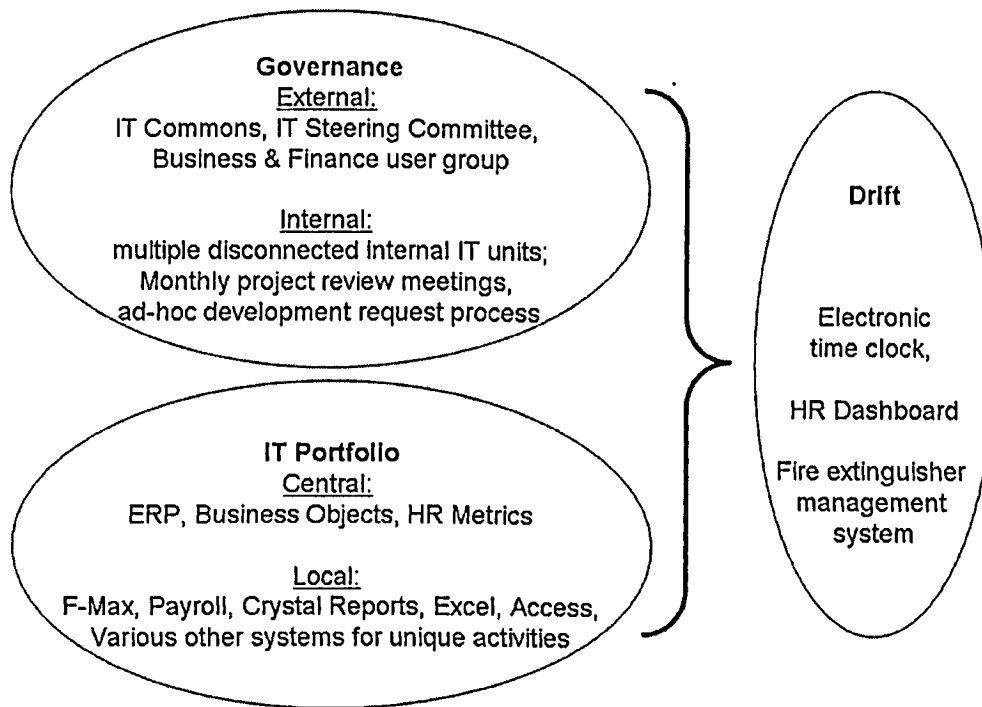 Governance
External:
IT Commons, IT Steering Committee,
Business & Finance user group
Internal:
multiple disconnected internal IT units;
Monthly project review meetings,
ad-hoc development request process
IT Portfolio
Central:
ERP, Business Objects, HR Metrics
Local:
F-Max, Payroll, Crystal Reports, Excel, Access,
Various other systems for unique activities
Drift
Electronic
time clock,
HR Dashboard
Fire extinguisher
management
system